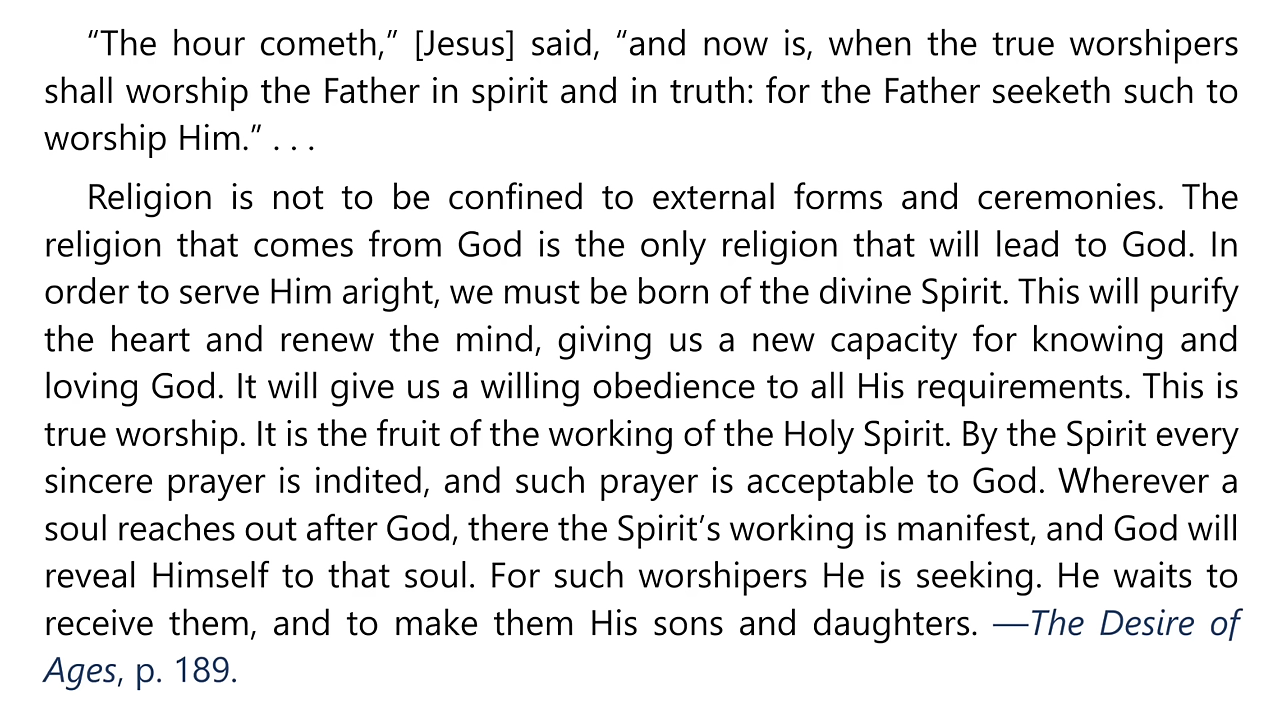 “The hour cometh,” [Jesus] said, “and now is, when the true worshipers
shall worship the Father in spirit and in truth: for the Father seeketh such to
worship Him.” . . .
Religion is not to be confined to external forms and ceremonies. The
religion that comes from God is the only religion that will lead to God. In
order to serve Him aright, we must be born of the divine Spirit. This will purify
the heart and renew the mind, giving us a new capacity for knowing and
loving God. It will give us a willing obedience to all His requirements. This is
true worship. It is the fruit of the working of the Holy Spirit. By the Spirit every
sincere prayer is indited, and such prayer is acceptable to God. Wherever a
soul reaches out after God, there the Spirit’s working is manifest, and God will
reveal Himself to that soul. For such worshipers He is seeking. He waits to
receive them, and to make them His sons and daughters. —The Desire of
Ages, p. 189.